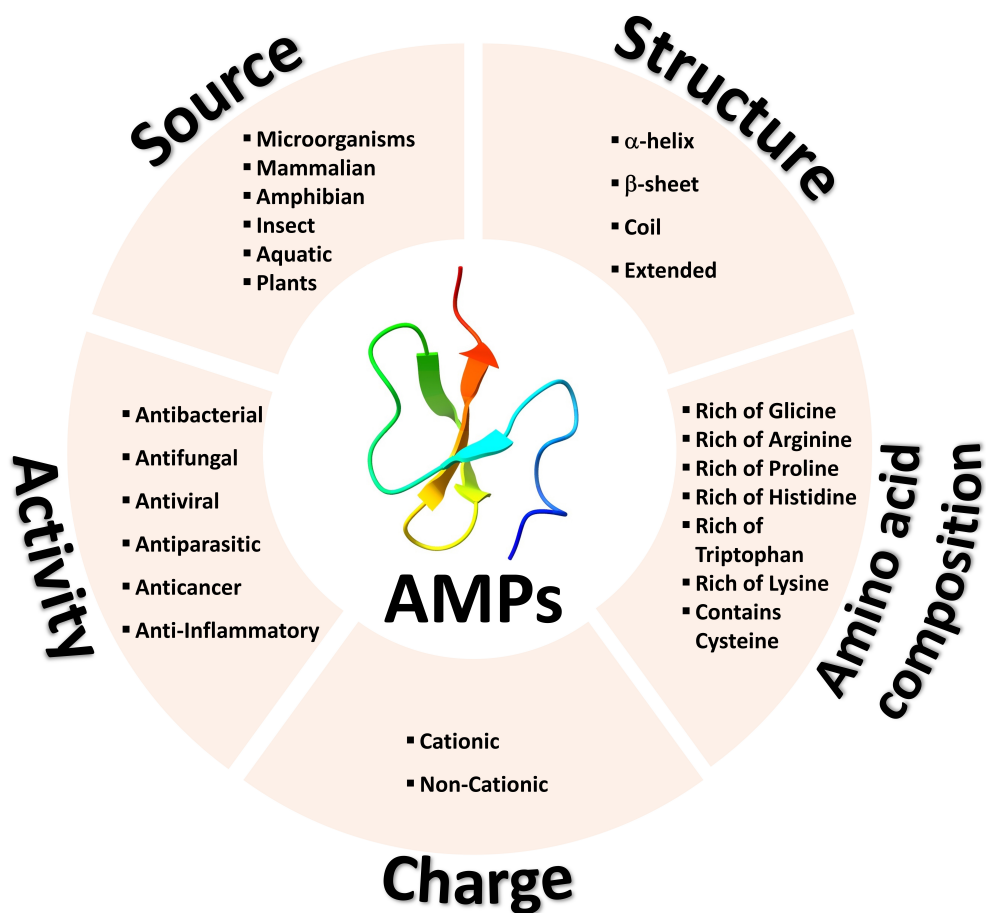 Source
▪ Microorganisms
▪ Mammalian
▪ Amphibian
▪ Insect
▪ Aquatic
▪ Plants
Structure
▪ α-helix
▪ β-sheet
▪ Coil
▪ Extended
Amino acid
composition
▪ Rich of Glicine
▪ Rich of Arginine
▪ Rich of Proline
▪ Rich of Histidine
▪ Rich of
Triptophan
▪ Rich of Lysine
▪ Contains
Cysteine
Charge
▪ Cationic
▪ Non-Cationic
Activity
▪ Antibacterial
▪ Antifungal
▪ Antiviral
▪ Antiparasitic
▪ Anticancer
▪ Anti-Inflammatory
AMPs